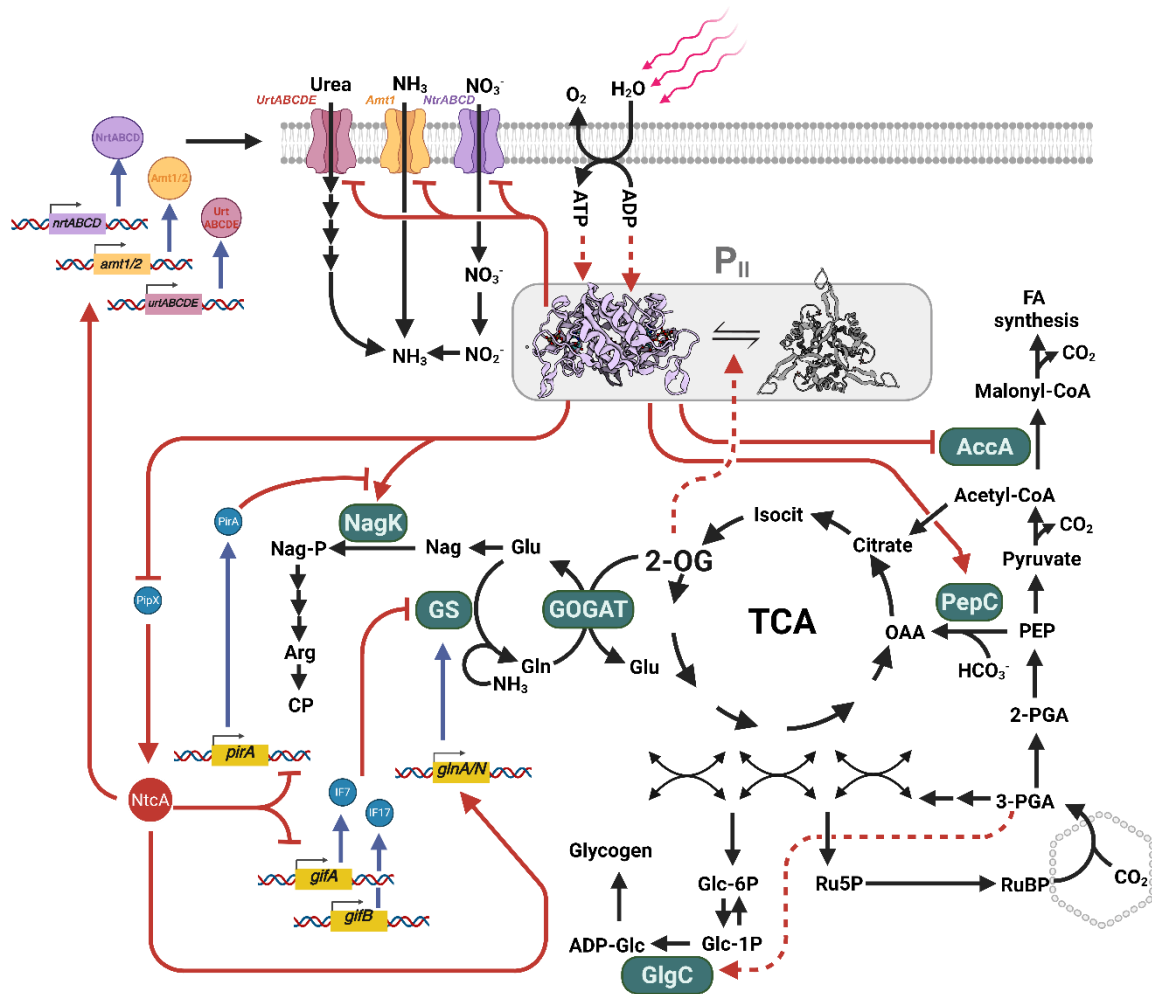 Urea
NH₃
NO₃⁻
O₂
H₂O
UrtABCDE
Amt1
NtrABCD
NrtABCD
Amt1/2
Urt
ABCDE
nrtABCD
amt1/2
urtABCDE
ATP
ADP
PII
NO₃⁻
NH₃
NO₂⁻
FA
synthesis
CO₂
Malonyl-CoA
AccA
Acetyl-CoA
CO₂
Pyruvate
PirA
NagK
Nag-P
Nag
Glu
2-OG
Isocit
Citrate
PepC
PipX
GS
GOGAT
TCA
OAA
PEP
HCO₃⁻
Arg
Gln
Glu
NH₃
CP
2-PGA
pirA
glnA/N
NtcA
IF7
IF17
3-PGA
gifA
gifB
Glycogen
Glc-6P
Ru5P
RuBP
CO₂
ADP-Glc
Glc-1P
GlgC